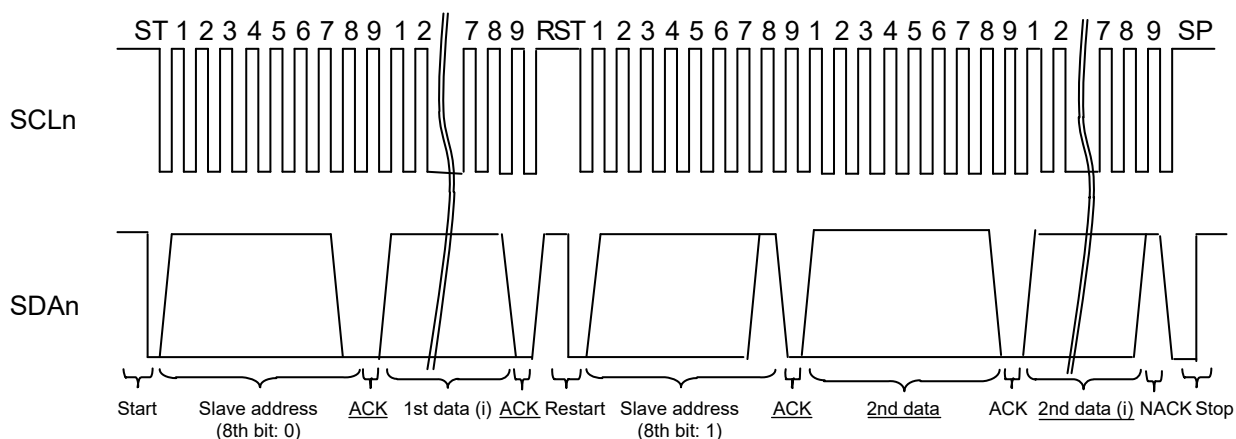 ST 1 2 3 4 5 6 7 8 9 1 2 7 8 9 RST 1 2 3 4 5 6 7 8 9 1 2 3 4 5 6 7 8 9 1 2 7 8 9 SP
SCLn
SDAn
Start Slave address ACK 1st data (i) ACK Restart Slave address ACK 2nd data ACK 2nd data (i) NACK Stop
(8th bit: 0) (8th bit: 1)